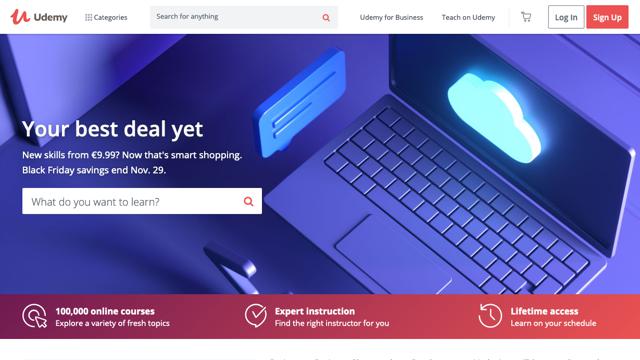 Udemy
Categories
Search for anything
Udemy for Business
Teach on Udemy
Log In
Sign Up
Your best deal yet
New skills from €9.99? Now that's smart shopping.
Black Friday savings end Nov. 29.
What do you want to learn?
100,000 online courses
Explore a variety of fresh topics
Expert instruction
Find the right instructor for you
Lifetime access
Learn on your schedule